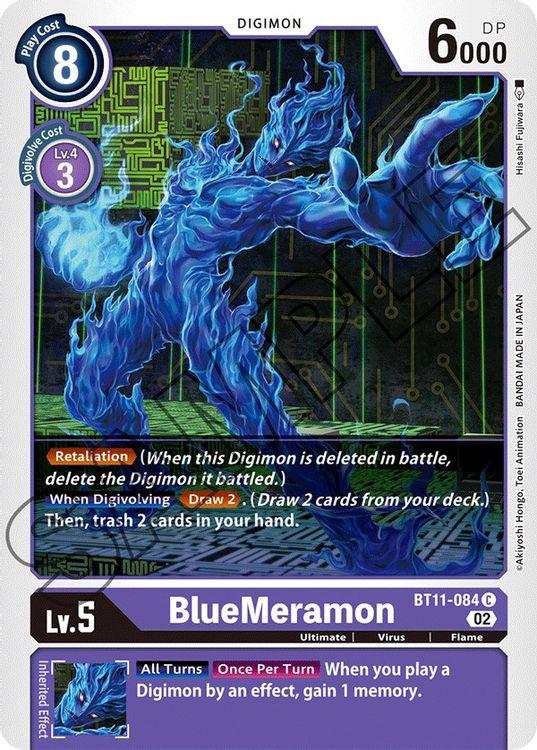 Play Cost
8
DIGIMON
6000 DP
Digivolve Cost
Lv.4
3
Hisashi Fujiwara
©Akiyoshi Hongo, Toei Animation BANDAI MADE IN JAPAN
SAMPLE
Retaliation (When this Digimon is deleted in battle,
delete the Digimon it battled.)
When Digivolving Draw 2. (Draw 2 cards from your deck.)
Then, trash 2 cards in your hand.
Lv.5
BlueMeramon
BT11-084 C
02
Ultimate | Virus | Flame
Inherited Effect
All Turns Once Per Turn When you play a
Digimon by an effect, gain 1 memory.